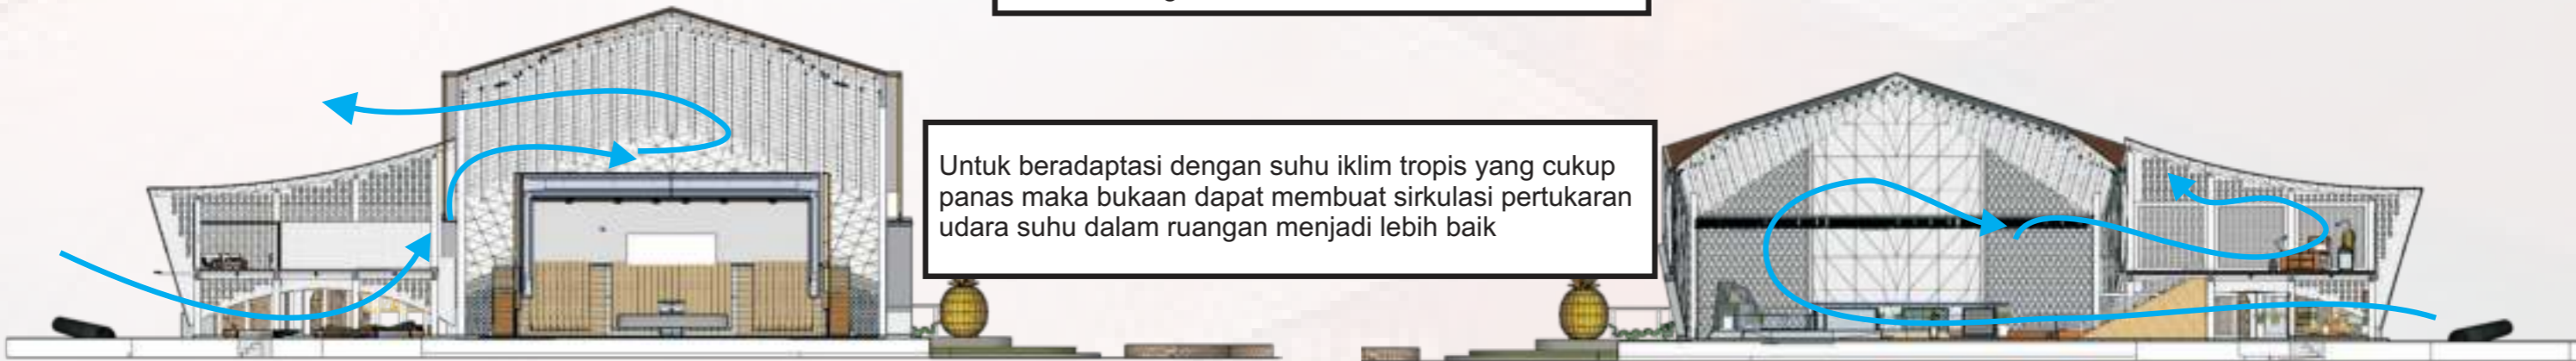 Untuk beradaptasi dengan suhu iklim tropis yang cukup
panas maka bukaan dapat membuat sirkulasi pertukaran
udara suhu dalam ruangan menjadi lebih baik